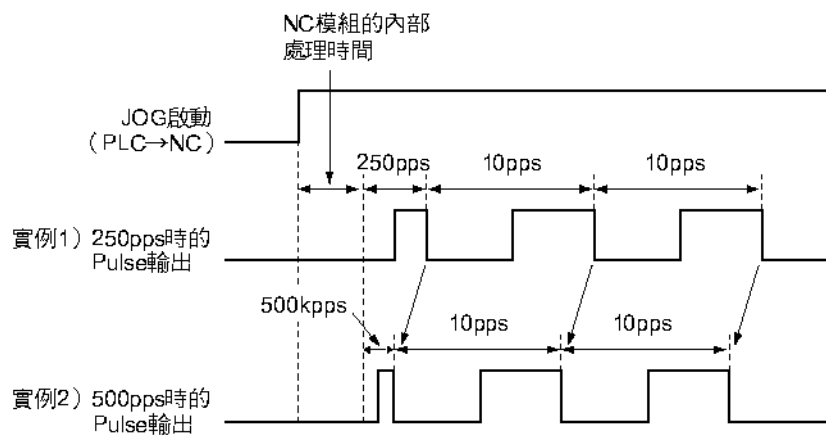 NC模組的內部
處理時間
JOG啟動
（PLC→NC）
250pps
10pps
10pps
實例1）250pps時的
Pulse輸出
500kpps
10pps
10pps
實例2）500pps時的
Pulse輸出